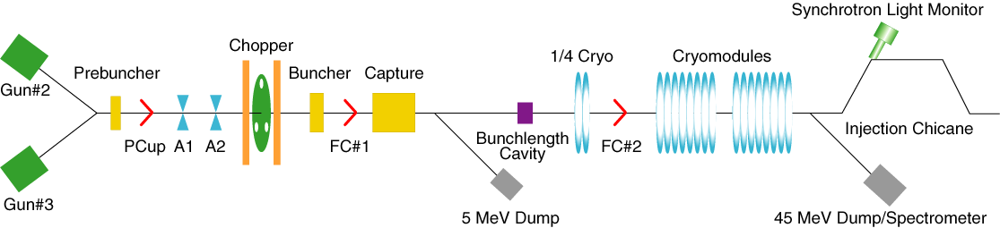 Synchrotron Light Monitor
Chopper
1/4 Cryo
Cryomodules
Prebuncher
Buncher
Capture
Gun#2
PCup
A1
A2
FC#1
Bunchlength
Cavity
FC#2
Injection Chicane
Gun#3
5 MeV Dump
45 MeV Dump/Spectrometer